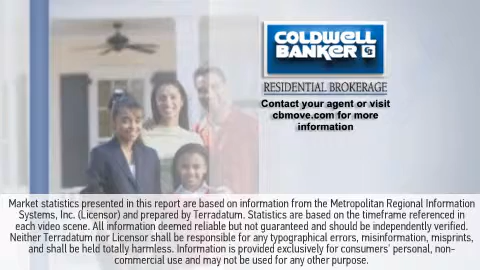 COLDWELL
BANKER CB
RESIDENTIAL BROKERAGE
Contact your agent or visit
cbmove.com for more
information
Market statistics presented in this report are based on information from the Metropolitan Regional Information
Systems, Inc. (Licensor) and prepared by Terradatum. Statistics are based on the timeframe referenced in
each video scene. All information deemed reliable but not guaranteed and should be independently verified.
Neither Terradatum nor Licensor shall be responsible for any typographical errors, misinformation, misprints,
and shall be held totally harmless. Information is provided exclusively for consumers' personal, non-
commercial use and may not be used for any other purpose.